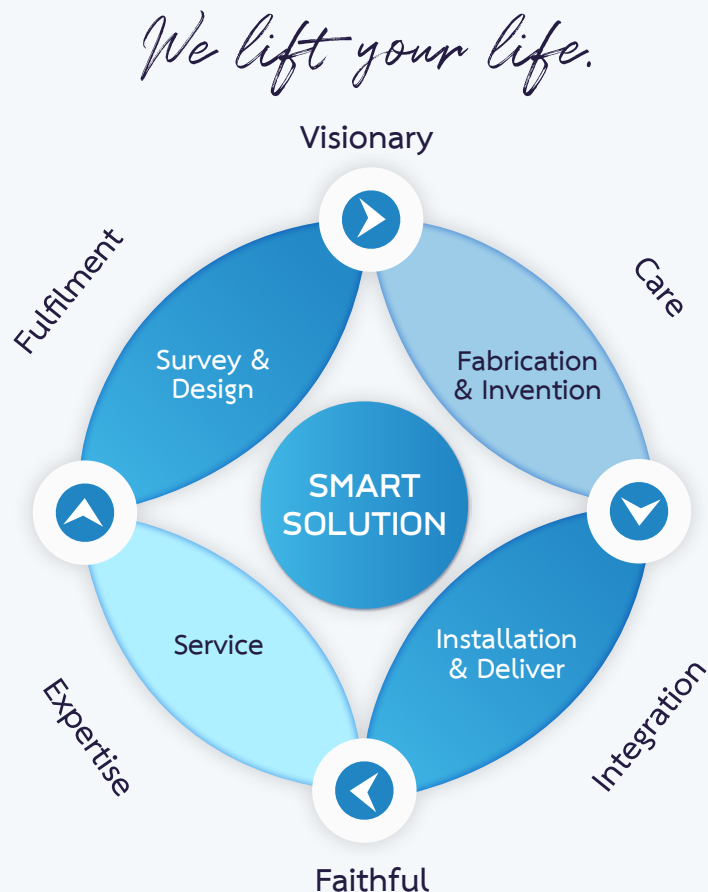 We lift your life.
Visionary
Fulfilment
Care
Survey &
Design
Fabrication
& Invention
SMART
SOLUTION
Service
Installation
& Deliver
Expertise
Integration
Faithful